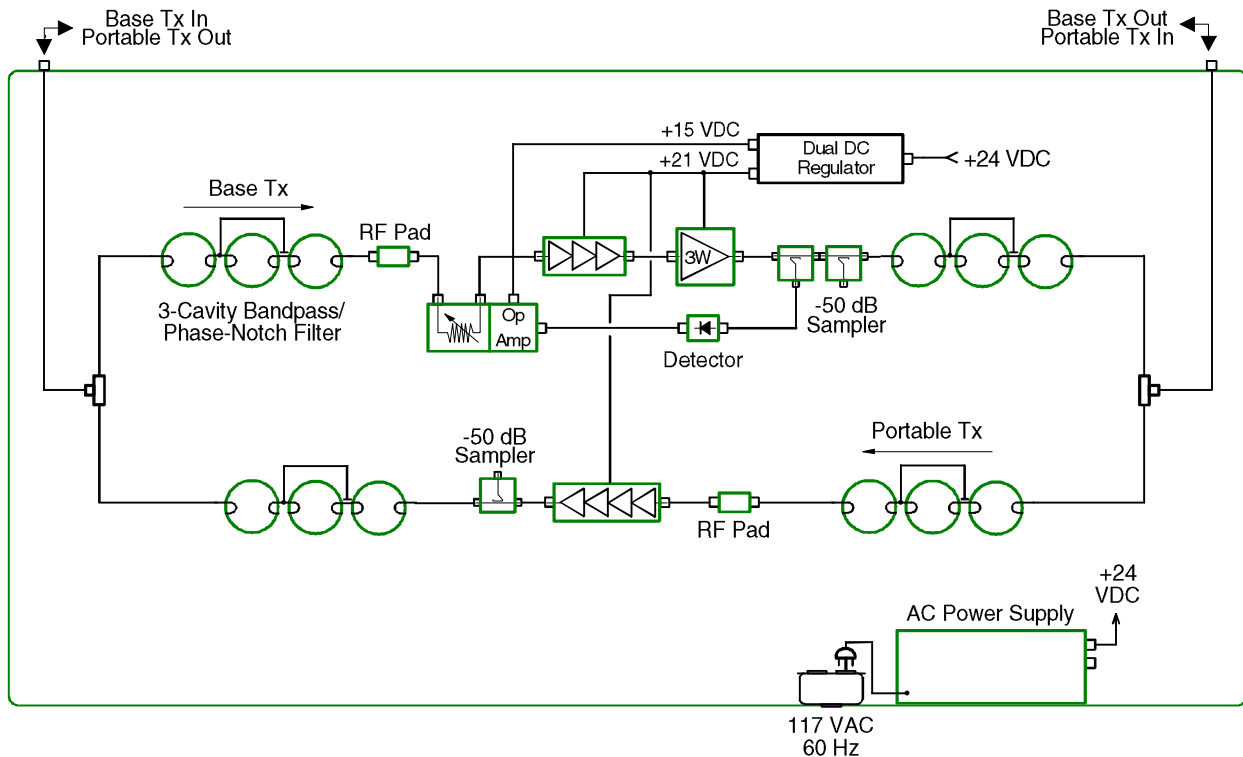 Base Tx In
Portable Tx Out
Base Tx Out
Portable Tx In
+15 VDC
+21 VDC
Dual DC
Regulator
+24 VDC
Base Tx
RF Pad
3W
3-Cavity Bandpass/
Phase-Notch Filter
Op
Amp
-50 dB
Sampler
Detector
-50 dB
Sampler
Portable Tx
RF Pad
+24
VDC
AC Power Supply
117 VAC
60 Hz